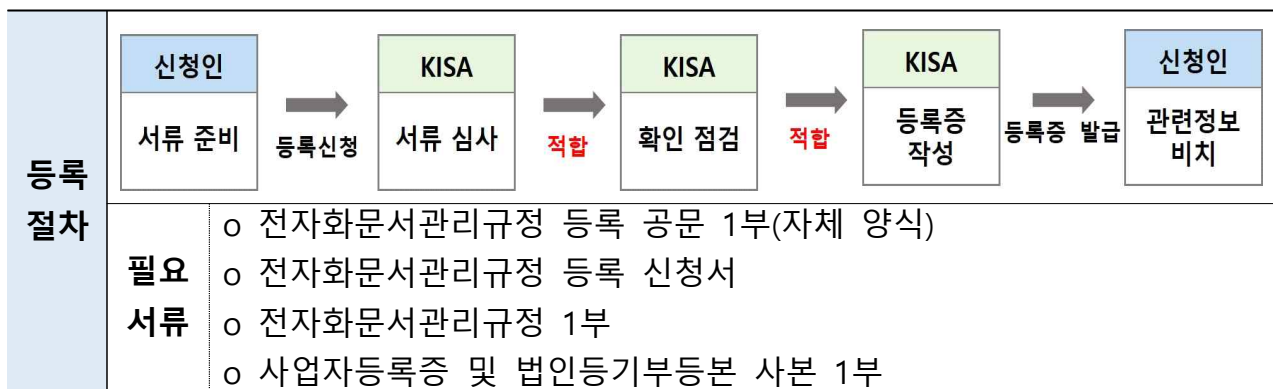 신청인
KISA
KISA
KISA
신청인
서류 준비
등록신청
서류 심사
적합
확인 점검
적합
등록증
작성
등록증 발급
관련정보
비치
등록
절차
필요
서류
o 전자화문서관리규정 등록 공문 1부(자체 양식)
o 전자화문서관리규정 등록 신청서
o 전자화문서관리규정 1부
o 사업자등록증 및 법인등기부등본 사본 1부